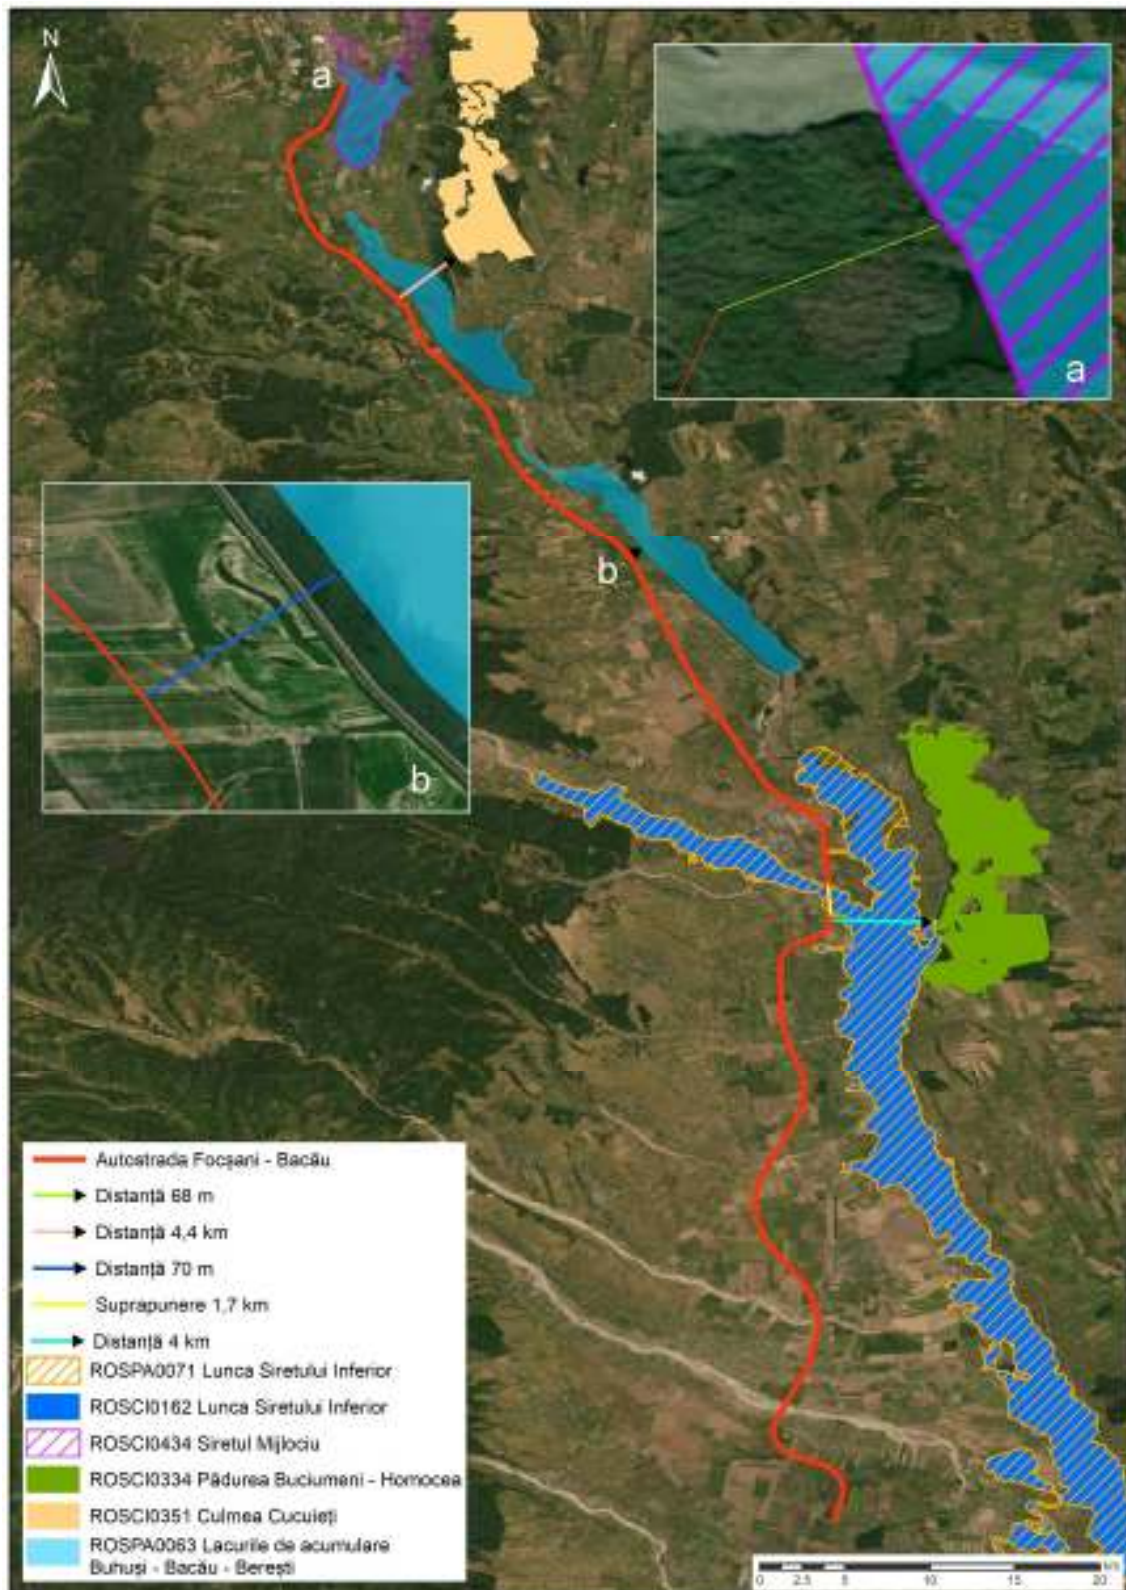 N
a
a
b
b
Autostrada Focșani - Bacău
Distanță 68 m
Distanță 4,4 km
Distanță 70 m
Suprapunere 1,7 km
Distanță 4 km
ROSPA0071 Lunca Siretului Inferior
ROSCI0162 Lunca Siretului Inferior
ROSCI0434 Siretul Mijlociu
ROSCI0334 Pădurea Buciumeni - Homocea
ROSCI0351 Culmea Cucuieți
ROSPA0063 Lacurile de acumulare
Buhuși - Bacău - Berești
km
0 2,5 5 10 15 20